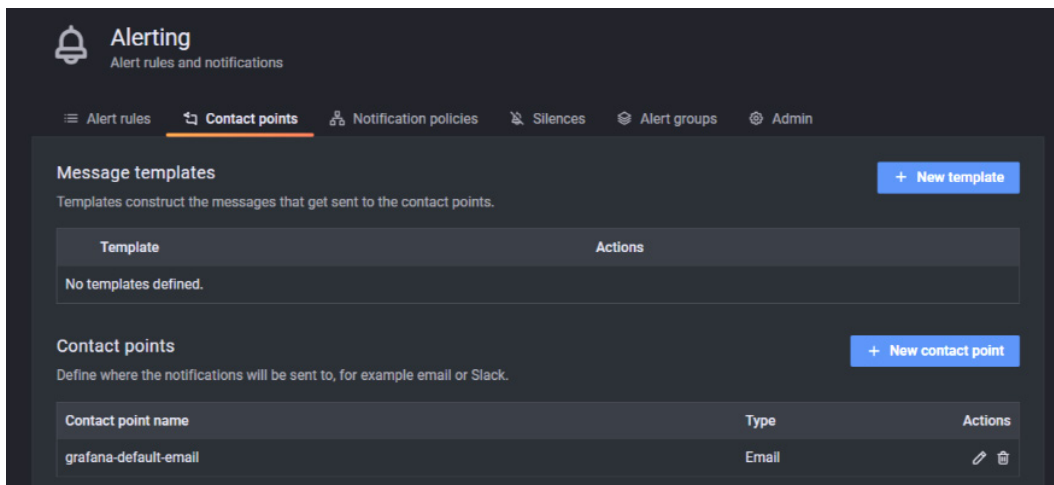 Alerting
Alert rules and notifications
Alert rules Contact points Notification policies Silences Alert groups Admin
Message templates
+ New template
Templates construct the messages that get sent to the contact points.
Template Actions
No templates defined.
Contact points
+ New contact point
Define where the notifications will be sent to, for example email or Slack.
Contact point name Type Actions
grafana-default-email Email